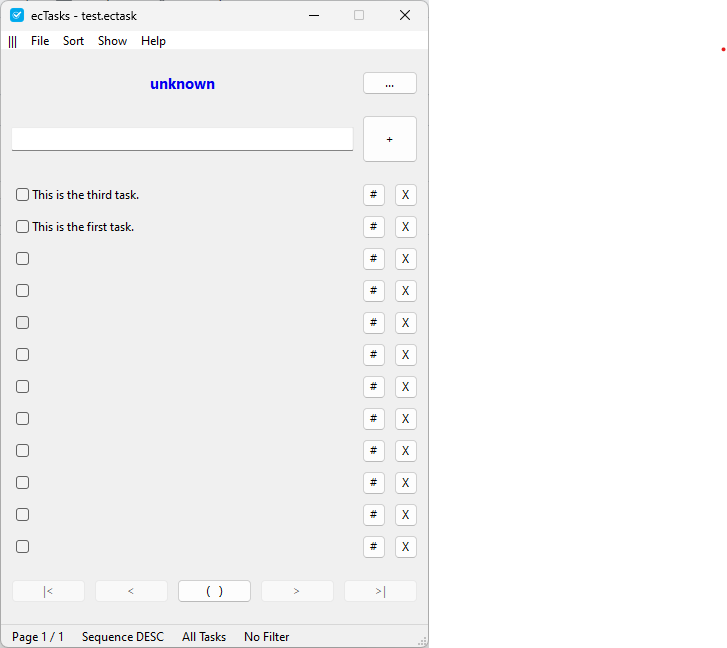 ecTasks - test.ectask
||| File Sort Show Help
unknown ...
+
This is the third task. # X
This is the first task. # X
# X
# X
# X
# X
# X
# X
# X
# X
# X
# X
|< < ( ) > >|
Page 1 / 1 Sequence DESC All Tasks No Filter